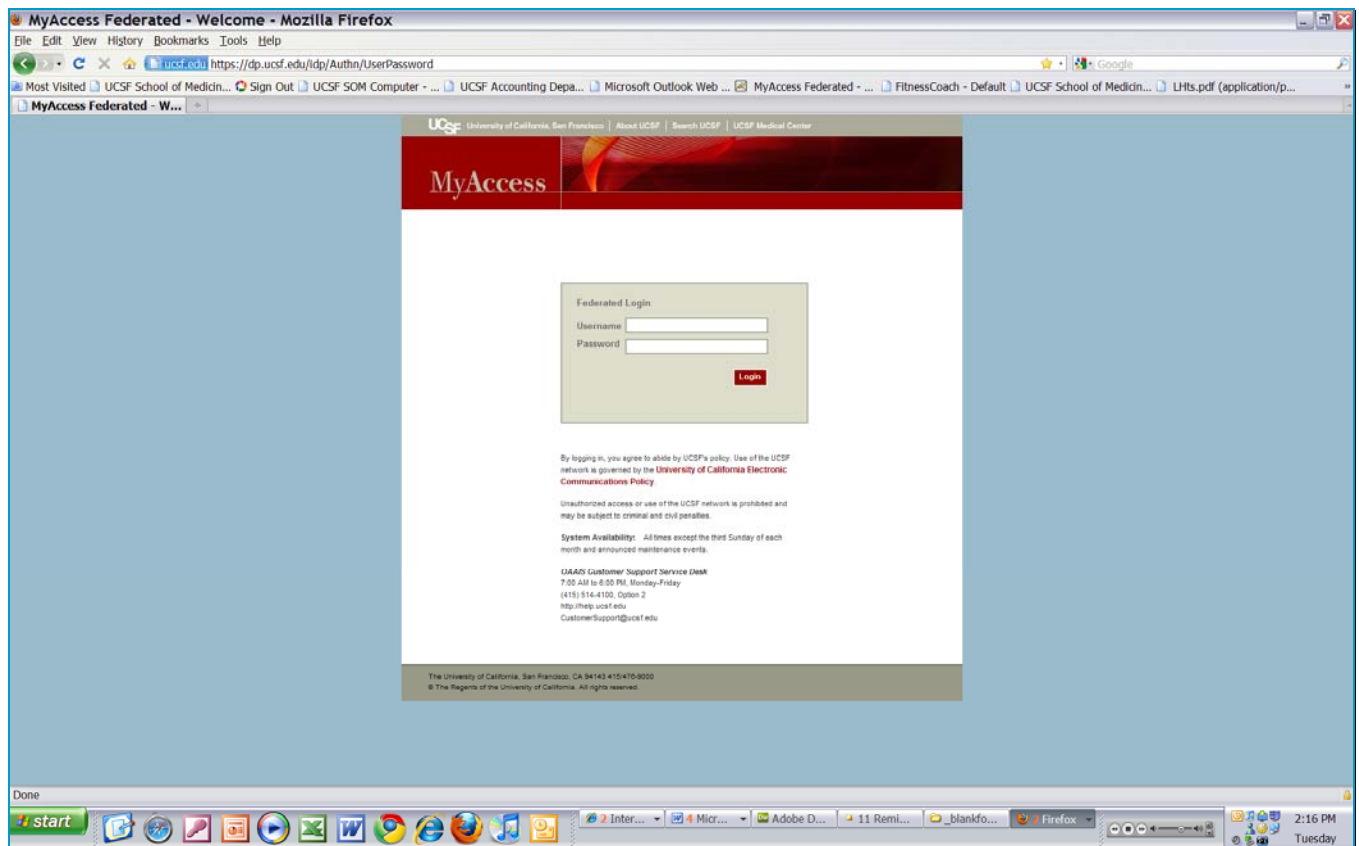 MyAccess Federated - Welcome - Mozilla Firefox
File Edit View History Bookmarks Tools Help
ucsf.edu https://dp.ucsf.edu/idp/Authn/UserPassword Google
Most Visited UCSF School of Medicin... Sign Out UCSF SOM Computer - ... UCSF Accounting Depa... Microsoft Outlook Web ... MyAccess Federated - ... FitnessCoach - Default UCSF School of Medicin... LHts.pdf (application/p... »
MyAccess Federated - W...
UCSF University of California, San Francisco | About UCSF | Search UCSF | UCSF Medical Center
MyAccess
Federated Login
Username
Password
Login
By logging in, you agree to abide by UCSF's policy. Use of the UCSF
network is governed by the University of California Electronic
Communications Policy.
Unauthorized access or use of the UCSF network is prohibited and
may be subject to criminal and civil penalties.
System Availability: All times except the third Sunday of each
month and announced maintenance events.
OAAIS Customer Support Service Desk
7:00 AM to 6:00 PM, Monday-Friday
(415) 514-4100, Option 2
http://help.ucsf.edu
CustomerSupport@ucsf.edu
The University of California, San Francisco, CA 94143 415/476-9000
© The Regents of the University of California. All rights reserved.
Done
start 2 Inter... 4 Micr... Adobe D... 11 Remi... _blankfo... 2 Firefox 2:16 PM
Tuesday